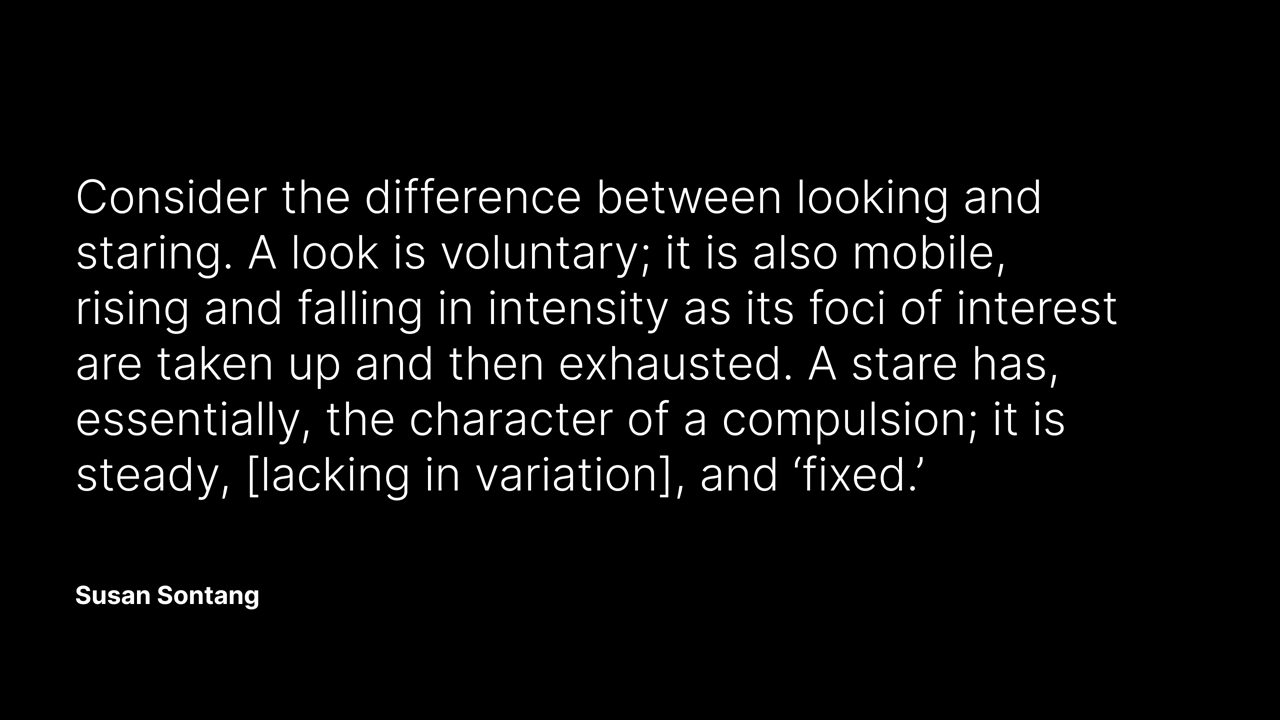 Consider the difference between looking and
staring. A look is voluntary; it is also mobile,
rising and falling in intensity as its foci of interest
are taken up and then exhausted. A stare has,
essentially, the character of a compulsion; it is
steady, [lacking in variation], and ‘fixed.’
Susan Sontang